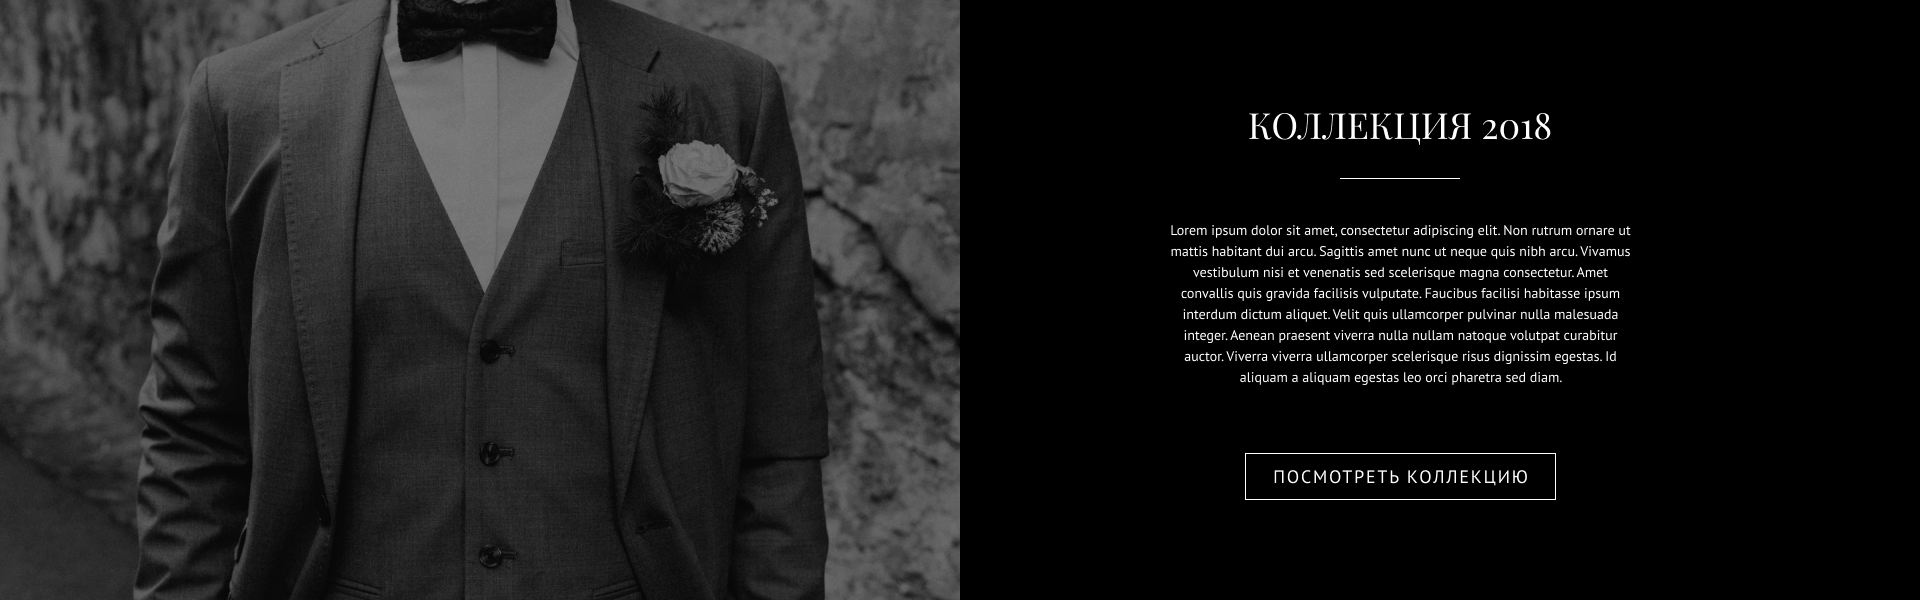 КОЛЛЕКЦИЯ 2018
Lorem ipsum dolor sit amet, consectetur adipiscing elit. Non rutrum ornare ut
mattis habitant dui arcu. Sagittis amet nunc ut neque quis nibh arcu. Vivamus
vestibulum nisi et venenatis sed scelerisque magna consectetur. Amet
convallis quis gravida facilisis vulputate. Faucibus facilisi habitasse ipsum
interdum dictum aliquet. Velit quis ullamcorper pulvinar nulla malesuada
integer. Aenean praesent viverra nulla nullam natoque volutpat curabitur
auctor. Viverra viverra ullamcorper scelerisque risus dignissim egestas. Id
aliquam a aliquam egestas leo orci pharetra sed diam.
ПОСМОТРЕТЬ КОЛЛЕКЦИЮ